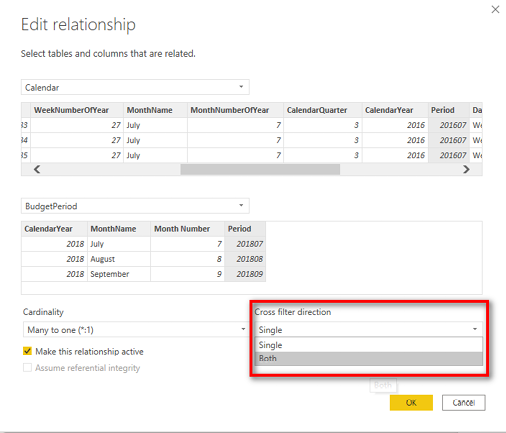 Edit relationship
Select tables and columns that are related.
Calendar
WeekNumberOfYear MonthName MonthNumberOfYear CalendarQuarter CalendarYear Period Da
33 27 July 7 3 2016 201607 We
34 27 July 7 3 2016 201607 We
35 27 July 7 3 2016 201607 We
BudgetPeriod
CalendarYear MonthName Month Number Period
2018 July 7 201807
2018 August 8 201808
2018 September 9 201809
Cardinality Cross filter direction
Many to one (*:1) Single
Single
Make this relationship active Both
Assume referential integrity
Both
OK Cancel